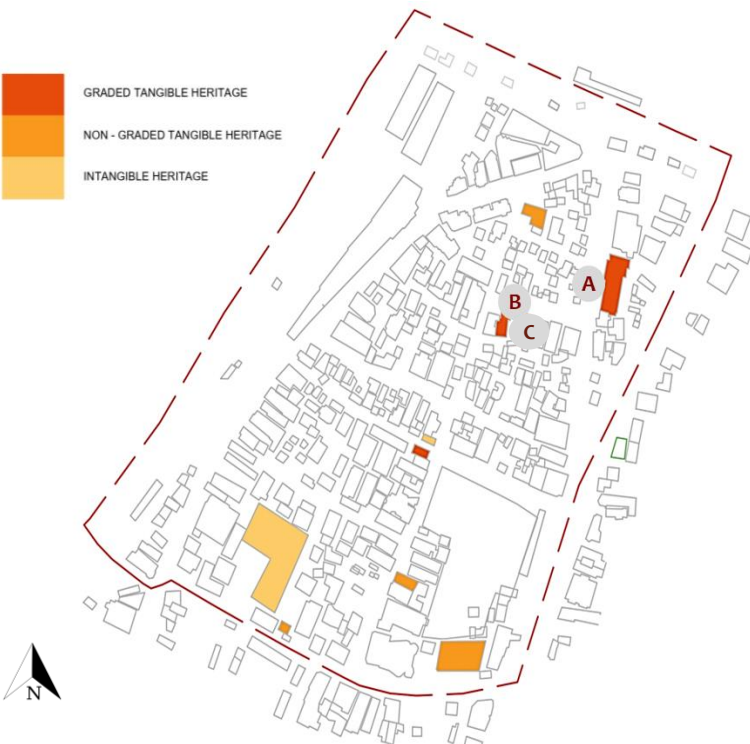 GRADED TANGIBLE HERITAGE
NON - GRADED TANGIBLE HERITAGE
INTANGIBLE HERITAGE
A
B
C
N